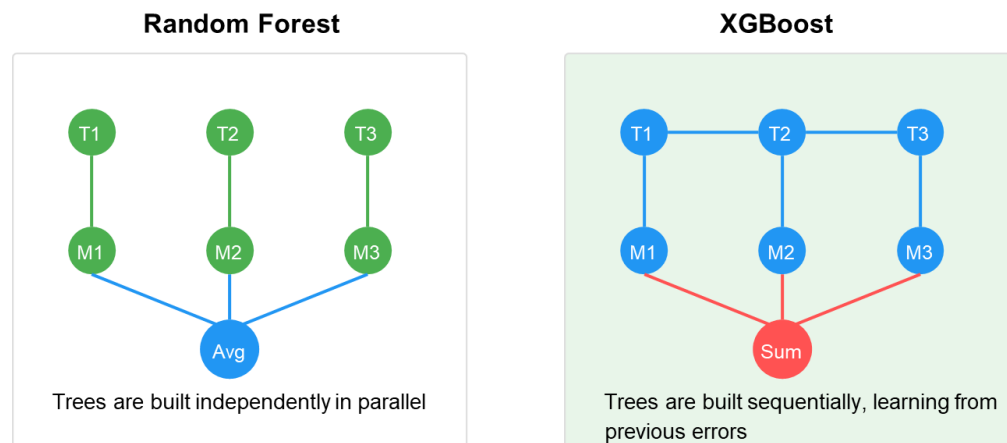 Random Forest
T1
T2
T3
M1
M2
M3
Avg
Trees are built independently in parallel
XGBoost
T1
T2
T3
M1
M2
M3
Sum
Trees are built sequentially, learning from
previous errors